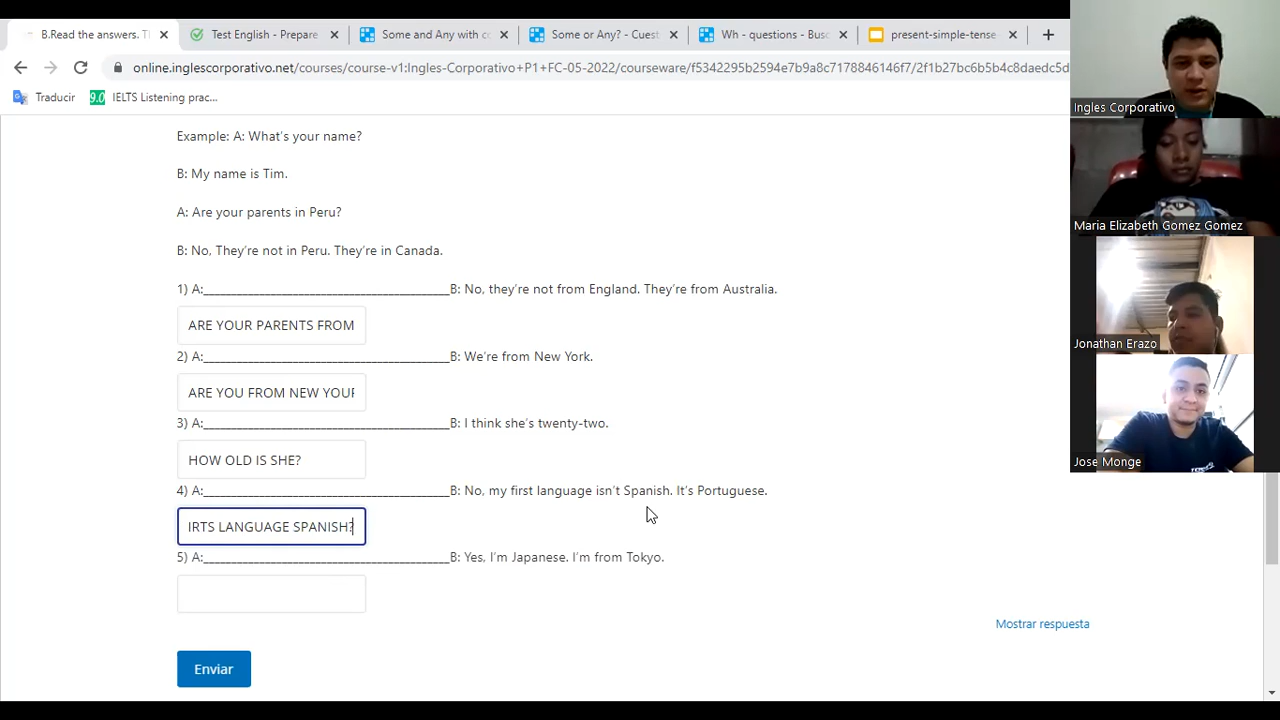 B.Read the answers. T
Test English - Prepare
Some and Any with c
Some or Any? - Cuest
Wh - questions - Busc
present-simple-tense
online.inglescorporativo.net/courses/course-v1:Ingles-Corporativo+P1+FC-05-2022/courseware/f5342295b2594e7b9a8c7178846146f7/2f1b27bc6b5b4c8daedc5d
Traducir
9.0 IELTS Listening prac...
Example: A: What's your name?
B: My name is Tim.
A: Are your parents in Peru?
B: No, They're not in Peru. They're in Canada.
1) A:________________________________________B: No, they're not from England. They're from Australia.
ARE YOUR PARENTS FROM
2) A:________________________________________B: We're from New York.
ARE YOU FROM NEW YOUR
3) A:________________________________________B: I think she's twenty-two.
HOW OLD IS SHE?
4) A:________________________________________B: No, my first language isn't Spanish. It's Portuguese.
IRTS LANGUAGE SPANISH?
5) A:________________________________________B: Yes, I'm Japanese. I'm from Tokyo.
Mostrar respuesta
Enviar
Ingles Corporativo
Maria Elizabeth Gomez Gomez
Jonathan Erazo
Jose Monge